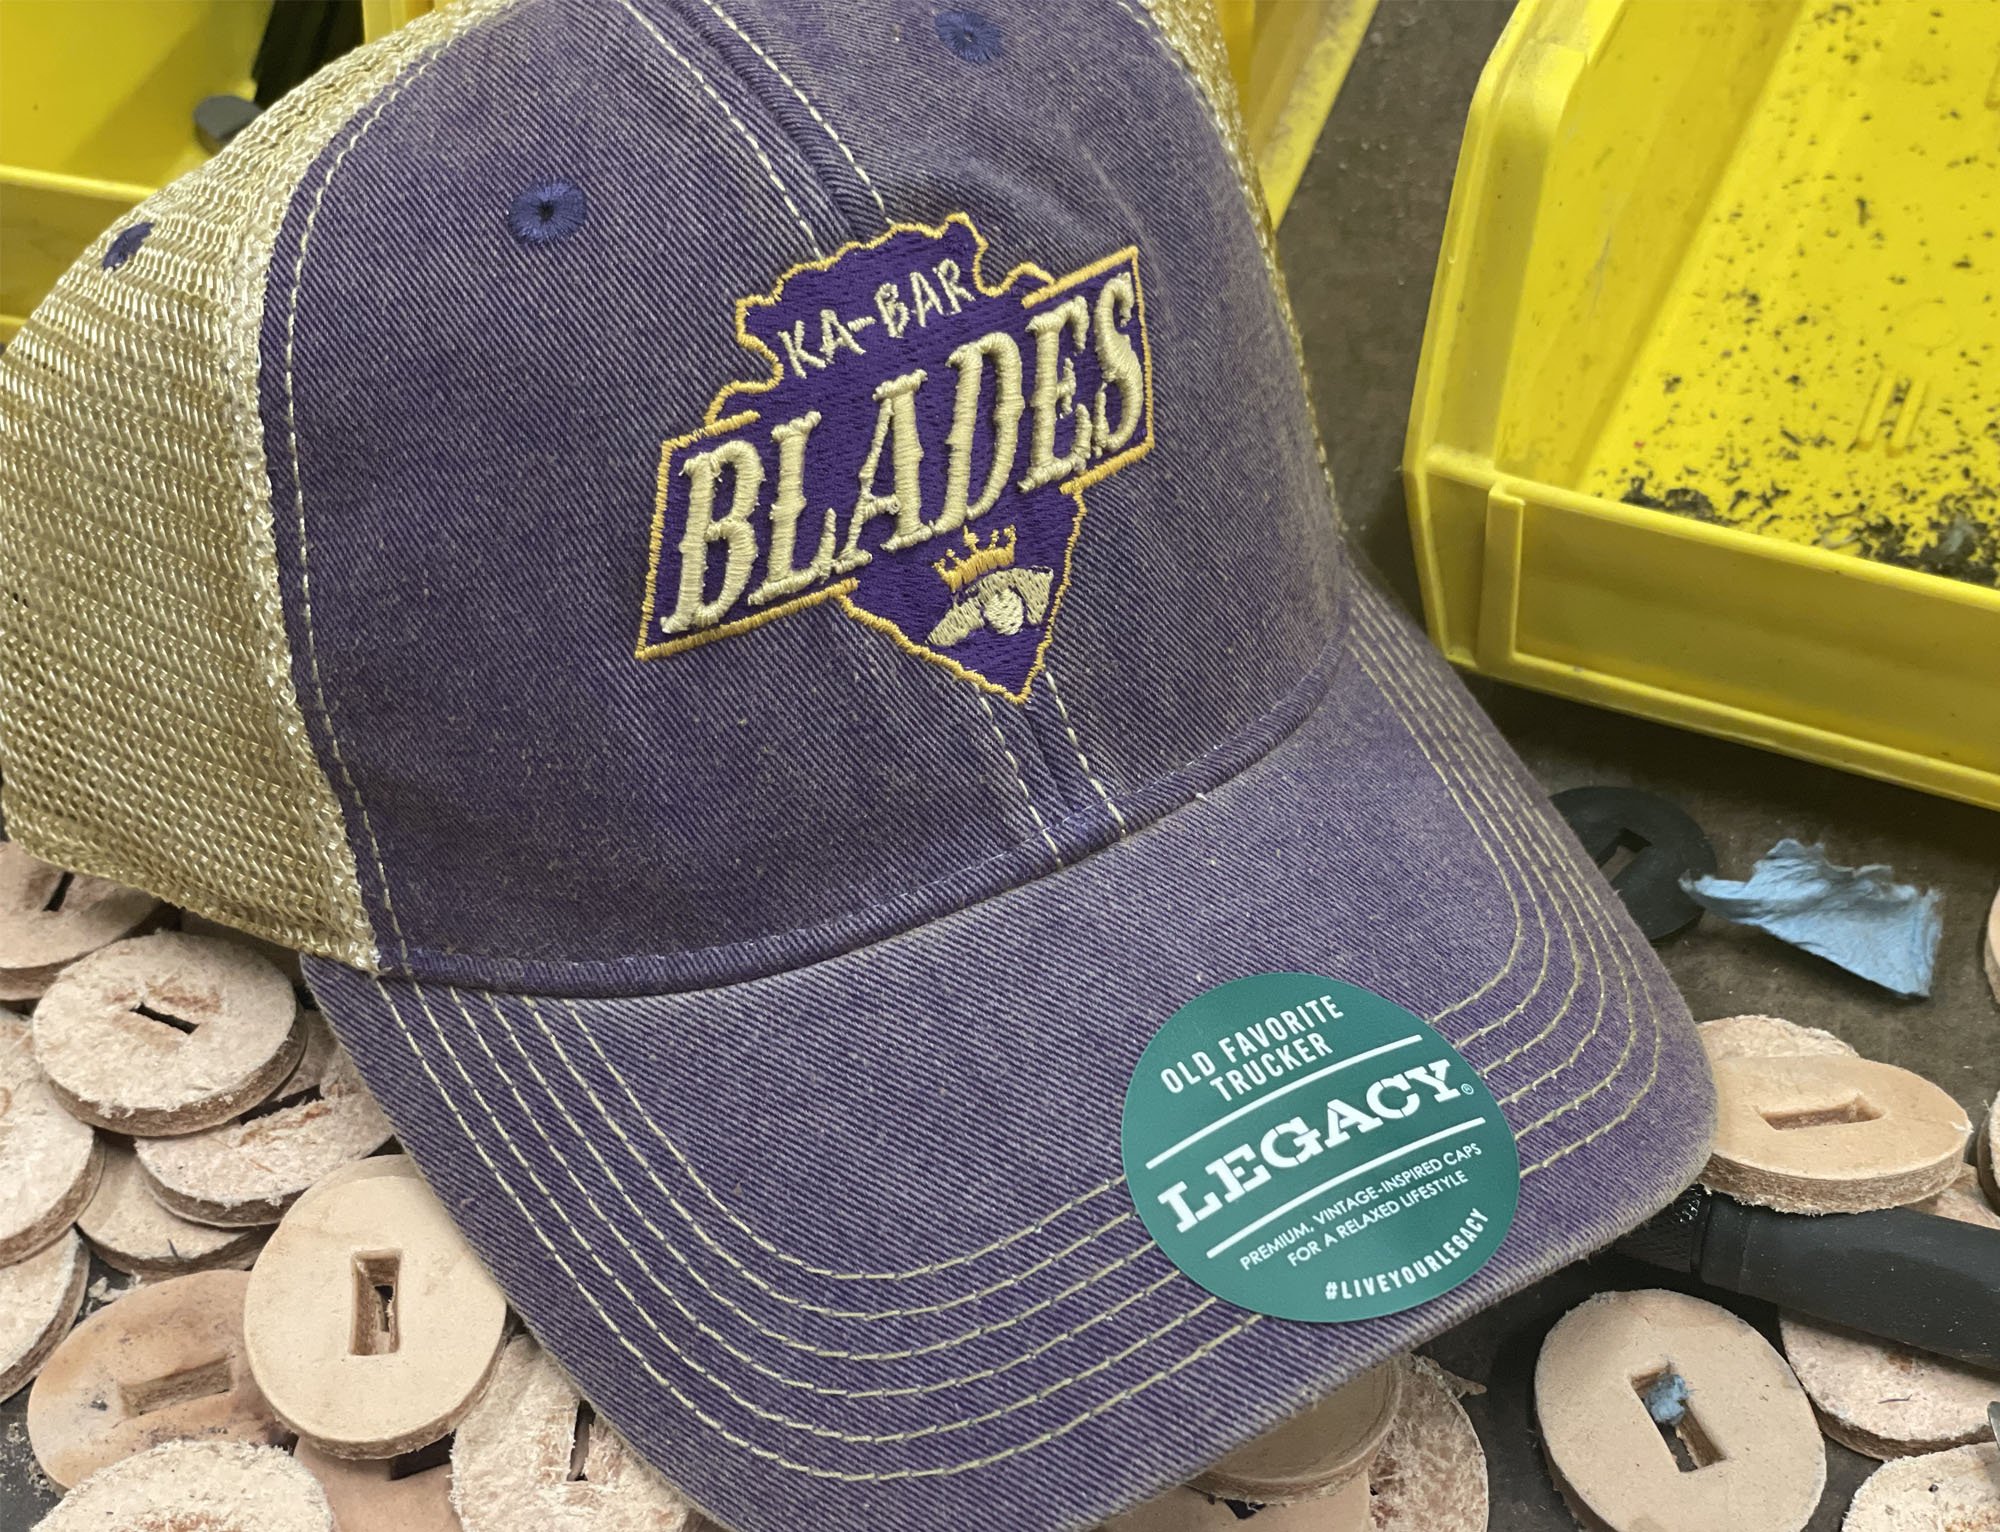 KA-BAR
BLADES
OLD FAVORITE
TRUCKER
LEGACY®
PREMIUM, VINTAGE-INSPIRED CAPS
FOR A RELAXED LIFESTYLE
#LIVEYOURLEGACY